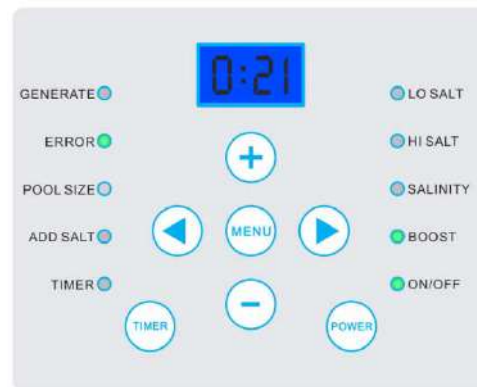 0:21
GENERATE
ERROR
POOL SIZE
ADD SALT
TIMER
LO SALT
HI SALT
SALINITY
BOOST
ON/OFF
+
MENU
−
TIMER
POWER